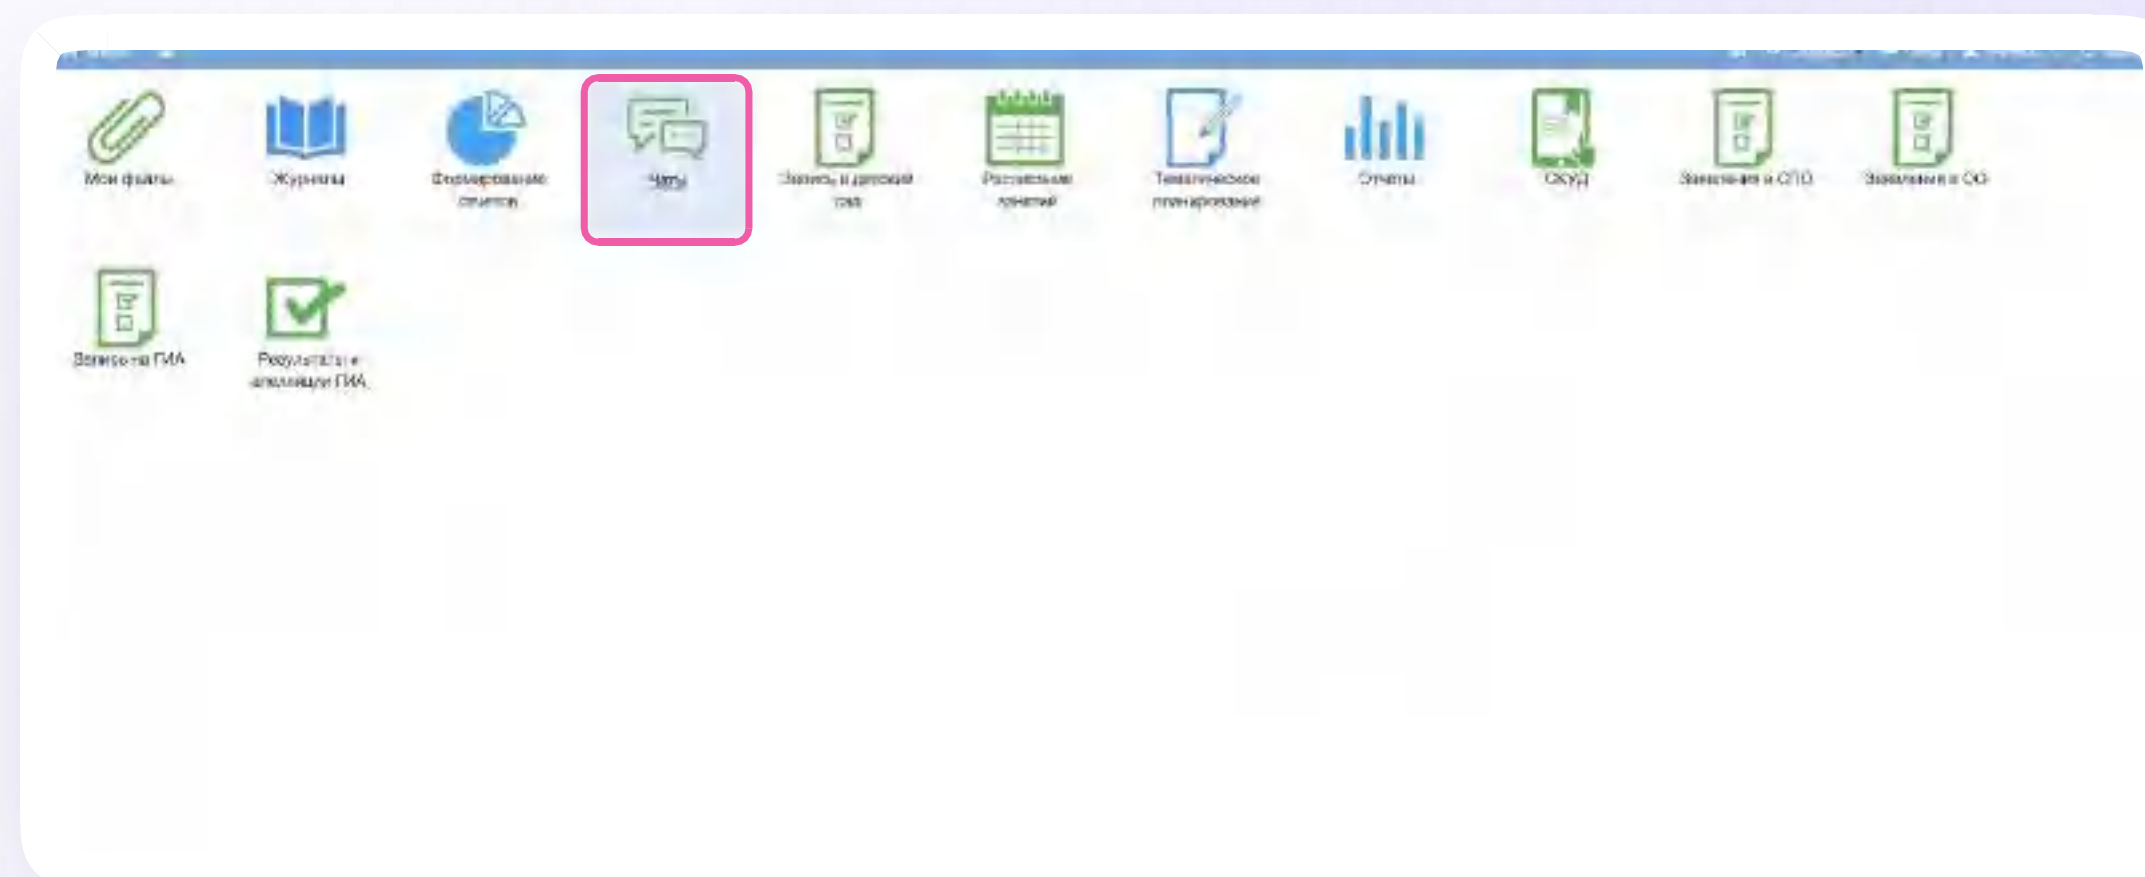 Мои файлы
Журналы
Формирование
отчетов
Чаты
Запись в детский
сад
Расписание
занятий
Тематическое
планирование
Отчеты
СКУД
Заявления в СПО
Заявления в ОО
Запись на ГИА
Результаты и
апелляции ГИА